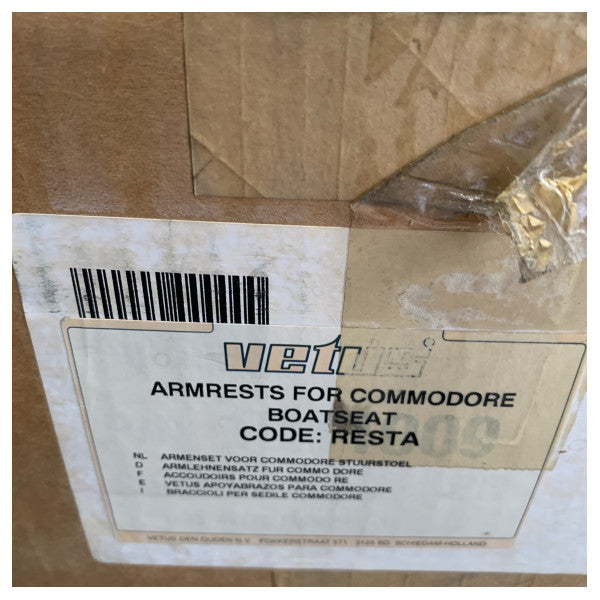 vetus
ARMRESTS FOR COMMODORE
BOATSEAT
CODE: RESTA
NL ARMENSET VOOR COMMODORE STUURSTOEL
D ARMLEHNENSATZ FUR COMMO DORE
F ACCOUDOIRS POUR COMMODO RE
E VETUS APOYABRAZOS PARA COMMODORE
I BRACCIOLI PER SEDILE COMMODORE
VETUS DEN OUDEN N.V. FOKKERSTRAAT 571 3125 BD SCHIEDAM-HOLLAND